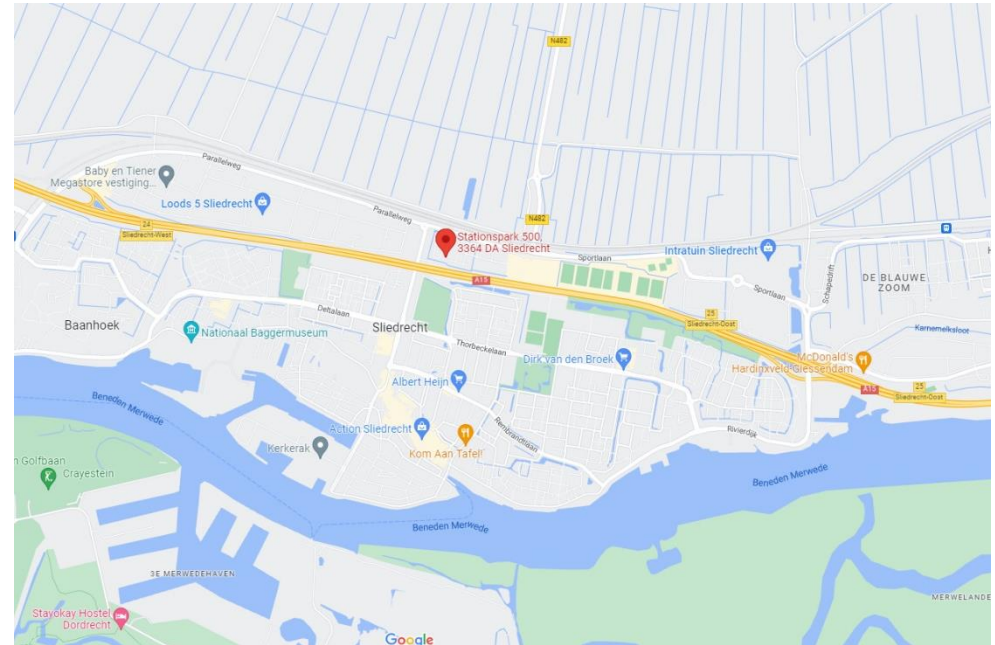 N482
Parallelweg
Baby en Tiener
Megastore vestiging...
Loods 5 Sliedrecht
Parallelweg
N482
24
Sliedrecht-West
Stationspark 500,
3364 DA Sliedrecht
Sportlaan
Intratuin Sliedrecht
A15
Sportlaan
Schapedrift
DE BLAUWE
ZOOM
Baanhoek
Deltalaan
Nationaal Baggermuseum
Sliedrecht
25
Sliedrecht-Oost
Karnemelksloot
Thorbeckelaan
Dirk van den Broek
McDonald's
Hardinxveld-Giessendam
Albert Heijn
A15
25
Sliedrecht-Oost
Beneden Merwede
Action Sliedrecht
Rembrandtlaan
Rivierdijk
Kerkerak
Kom Aan Tafel!
n Golfbaan
Crayestein
Beneden Merwede
Beneden Merwede
3E MERWEDEHAVEN
MERWELANDE
Stayokay Hostel
Dordrecht
Google